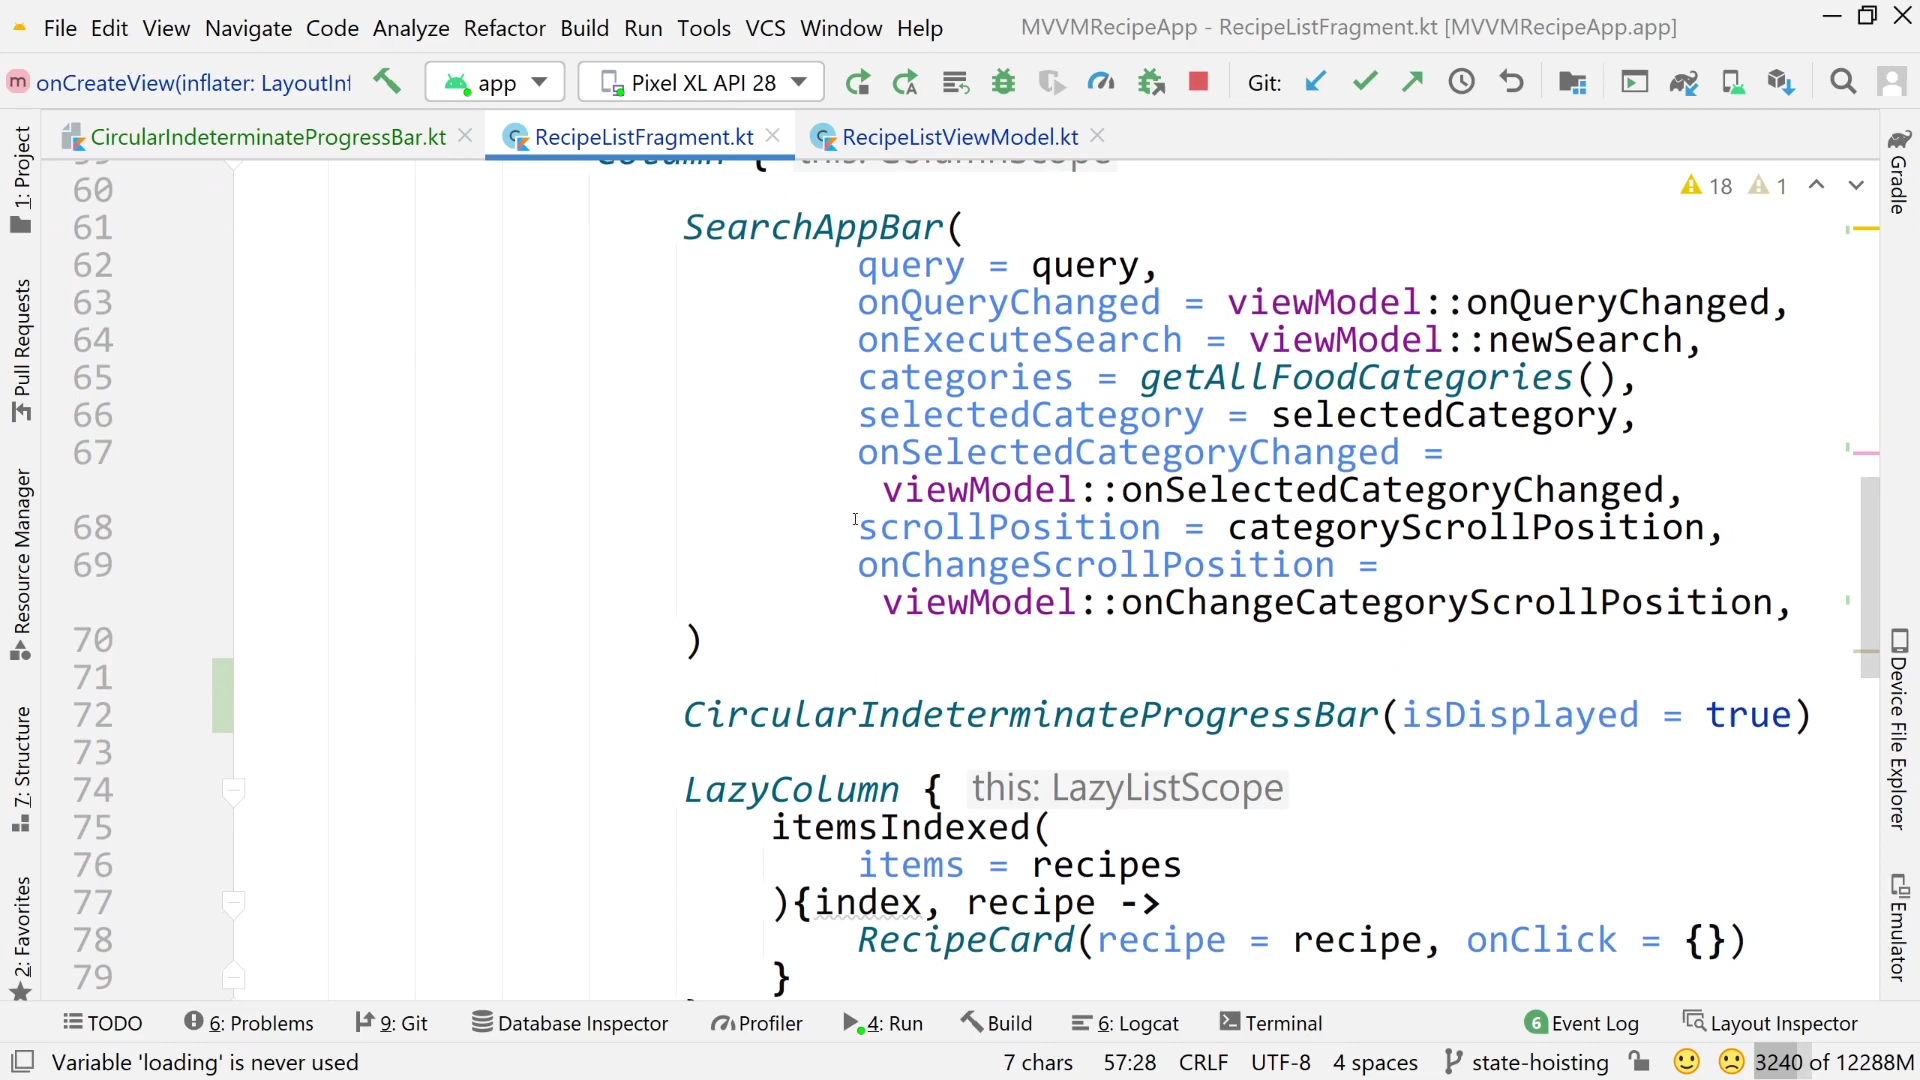 File Edit View Navigate Code Analyze Refactor Build Run Tools VCS Window Help MVVMRecipeApp - RecipeListFragment.kt [MVVMRecipeApp.app]
m onCreateView(inflater: LayoutInf app Pixel XL API 28 Git:
CircularIndeterminateProgressBar.kt RecipeListFragment.kt RecipeListViewModel.kt
59 Column { this: ColumnScope
60
18 1
61 SearchAppBar(
62 query = query,
63 onQueryChanged = viewModel::onQueryChanged,
64 onExecuteSearch = viewModel::newSearch,
65 categories = getAllFoodCategories(),
66 selectedCategory = selectedCategory,
67 onSelectedCategoryChanged =
viewModel::onSelectedCategoryChanged,
68 scrollPosition = categoryScrollPosition,
69 onChangeScrollPosition =
viewModel::onChangeCategoryScrollPosition,
70 )
71
72 CircularIndeterminateProgressBar(isDisplayed = true)
73
74 LazyColumn { this: LazyListScope
75 itemsIndexed(
76 items = recipes
77 ){index, recipe ->
78 RecipeCard(recipe = recipe, onClick = {})
79 }
1: Project
Pull Requests
Resource Manager
7: Structure
2: Favorites
Gradle
Device File Explorer
Emulator
TODO 6: Problems 9: Git Database Inspector Profiler 4: Run Build 6: Logcat Terminal 6 Event Log Layout Inspector
Variable 'loading' is never used 7 chars 57:28 CRLF UTF-8 4 spaces state-hoisting 3240 of 12288M